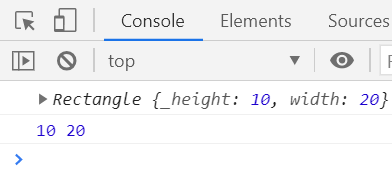 Console Elements Sources
top
Rectangle {_height: 10, width: 20}
10 20